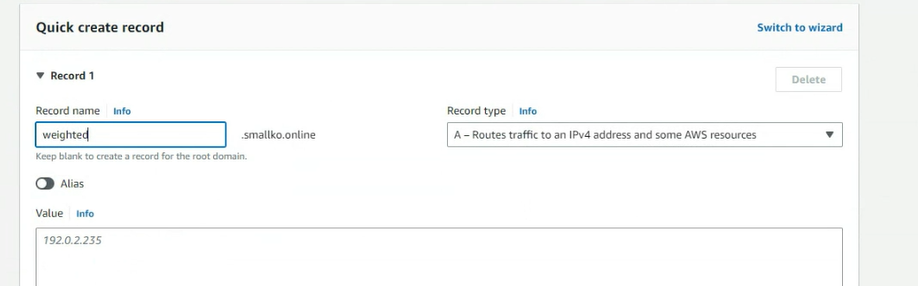 Quick create record
Switch to wizard
Record 1
Delete
Record name Info
Record type Info
weighted .smallko.online
A – Routes traffic to an IPv4 address and some AWS resources
Keep blank to create a record for the root domain.
Alias
Value Info
192.0.2.235